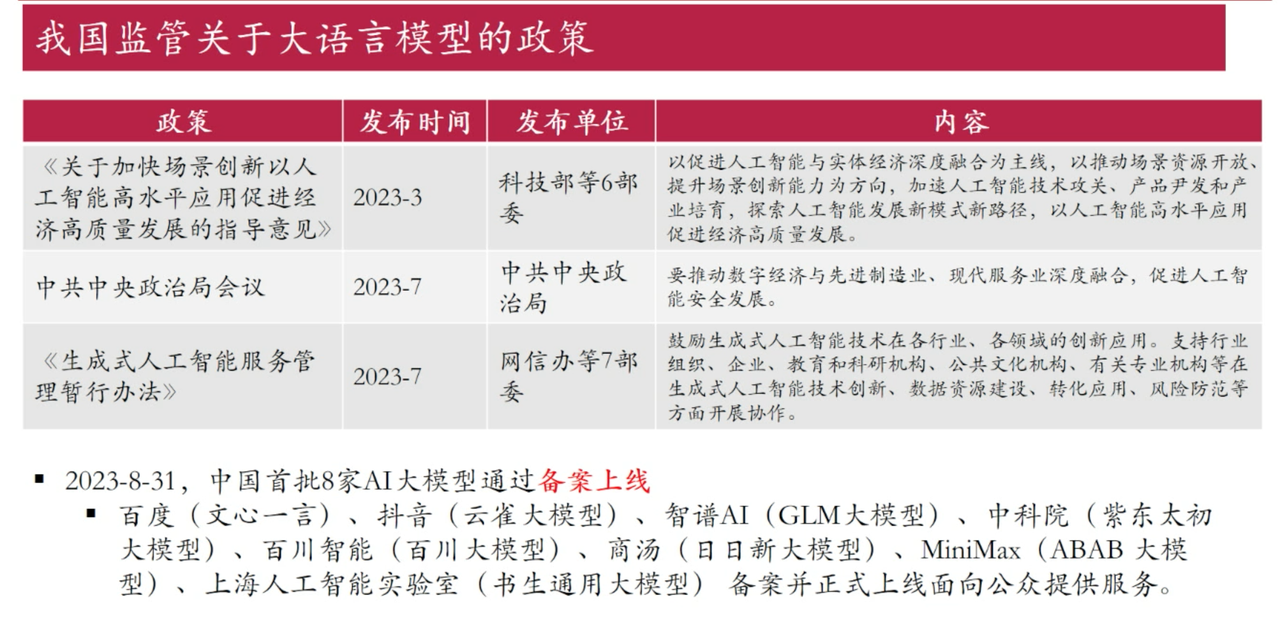 我国监管关于大语言模型的政策
政策 发布时间 发布单位 内容
《关于加快场景创新以人
工智能高水平应用促进经
济高质量发展的指导意见》
2023-3
科技部等6部
委
以促进人工智能与实体经济深度融合为主线，以推动场景资源开放、
提升场景创新能力为方向，加速人工智能技术攻关、产品尹发和产
业培育，探索人工智能发展新模式新路径，以人工智能高水平应用
促进经济高质量发展。
中共中央政治局会议
2023-7
中共中央政
治局
要推动数字经济与先进制造业、现代服务业深度融合，促进人工智
能安全发展。
《生成式人工智能服务管
理暂行办法》
2023-7
网信办等7部
委
鼓励生成式人工智能技术在各行业、各领域的创新应用。支持行业
组织、企业、教育和科研机构、公共文化机构、有关专业机构等在
生成式人工智能技术创新、数据资源建设、转化应用、风险防范等
方面开展协作。
▪ 2023-8-31，中国首批8家AI大模型通过备案上线
▪ 百度（文心一言）、抖音（云雀大模型）、智谱AI（GLM大模型）、中科院（紫东太初
大模型）、百川智能（百川大模型）、商汤（日日新大模型）、MiniMax（ABAB 大模
型）、上海人工智能实验室（书生通用大模型） 备案并正式上线面向公众提供服务。